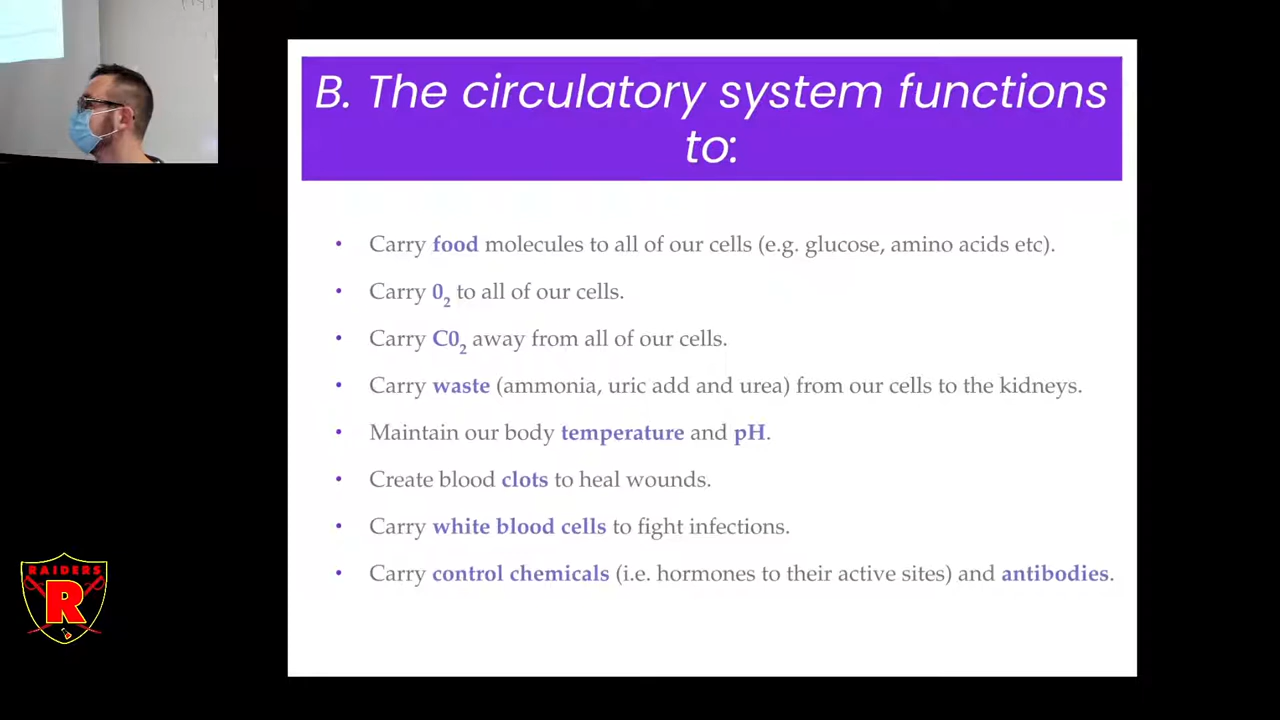 B. The circulatory system functions
to:
• Carry food molecules to all of our cells (e.g. glucose, amino acids etc).
• Carry 0₂ to all of our cells.
• Carry C0₂ away from all of our cells.
• Carry waste (ammonia, uric add and urea) from our cells to the kidneys.
• Maintain our body temperature and pH.
• Create blood clots to heal wounds.
• Carry white blood cells to fight infections.
• Carry control chemicals (i.e. hormones to their active sites) and antibodies.
RAIDERS
R